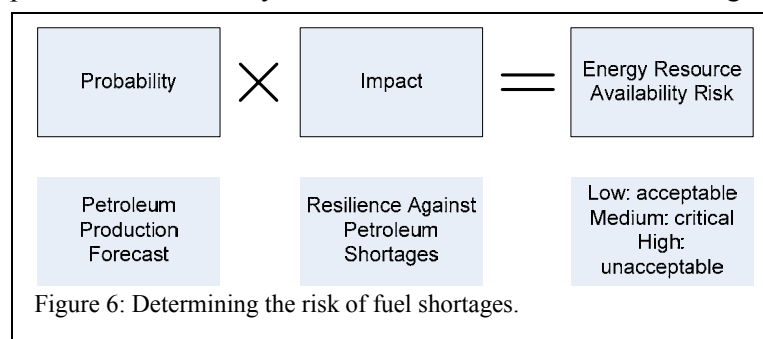 Probability
×
Impact
=
Energy Resource
Availability Risk
Petroleum
Production
Forecast
Resilience Against
Petroleum
Shortages
Low: acceptable
Medium: critical
High:
unacceptable
Figure 6: Determining the risk of fuel shortages.